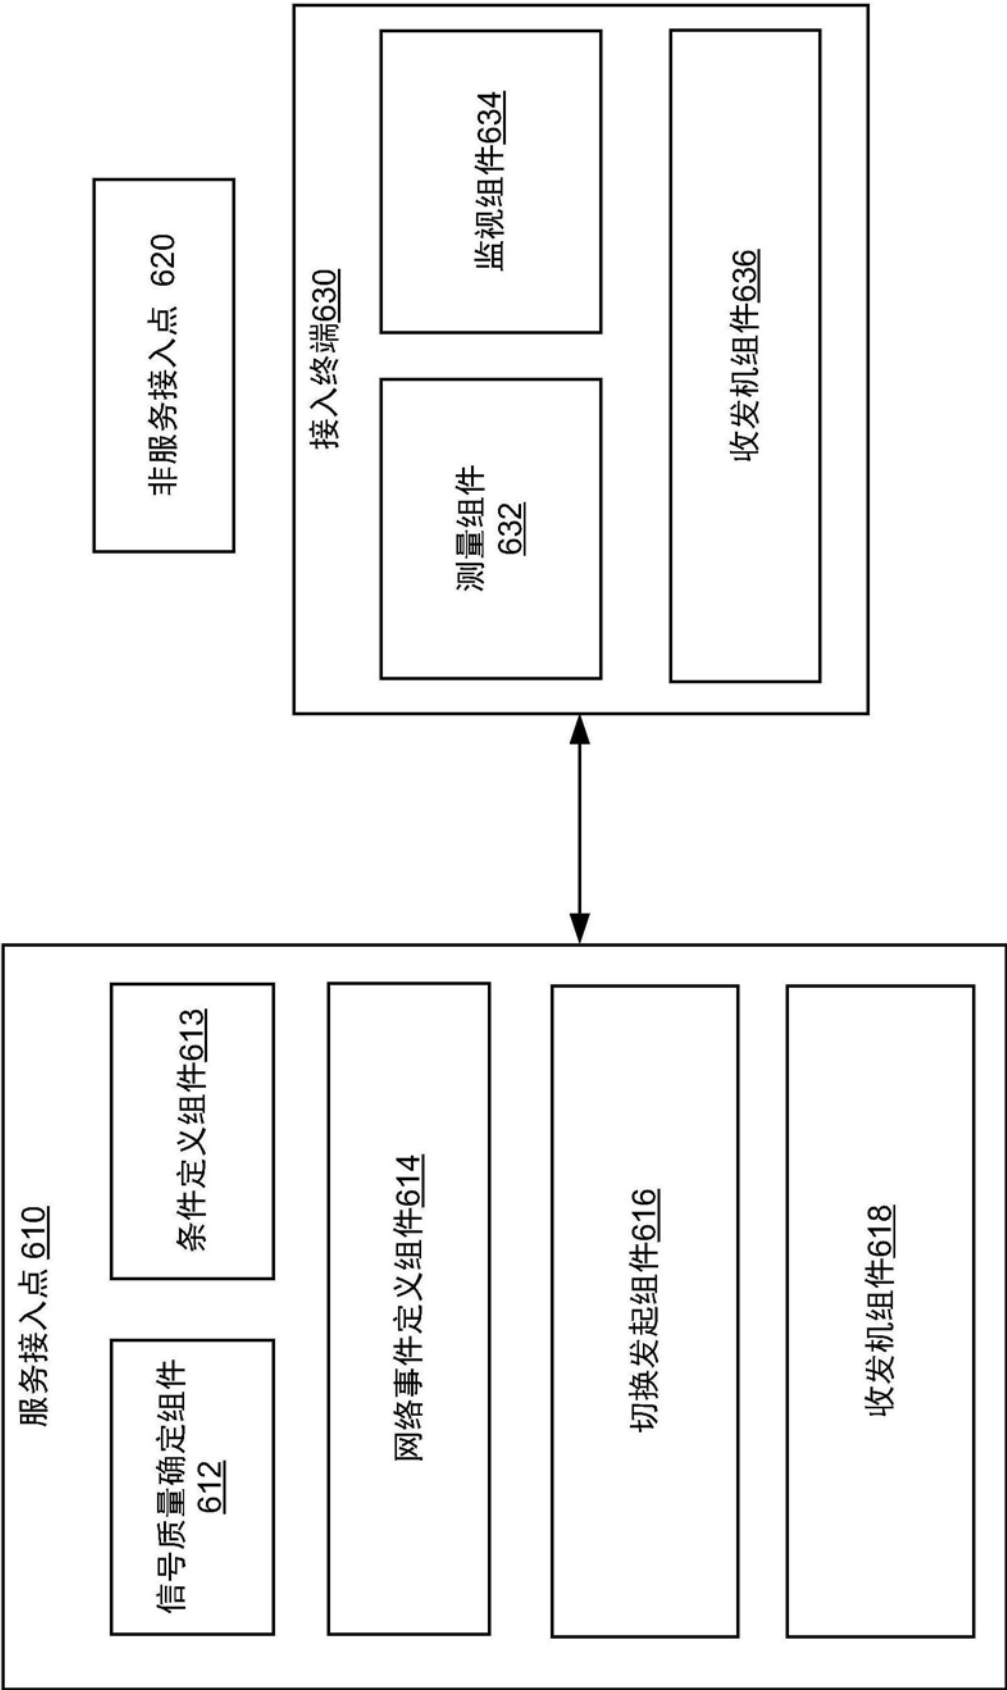 服务接入点 610
信号质量确定组件
612
条件定义组件613
网络事件定义组件614
切换发起组件616
收发机组件618
非服务接入点 620
接入终端630
测量组件
632
监视组件634
收发机组件636